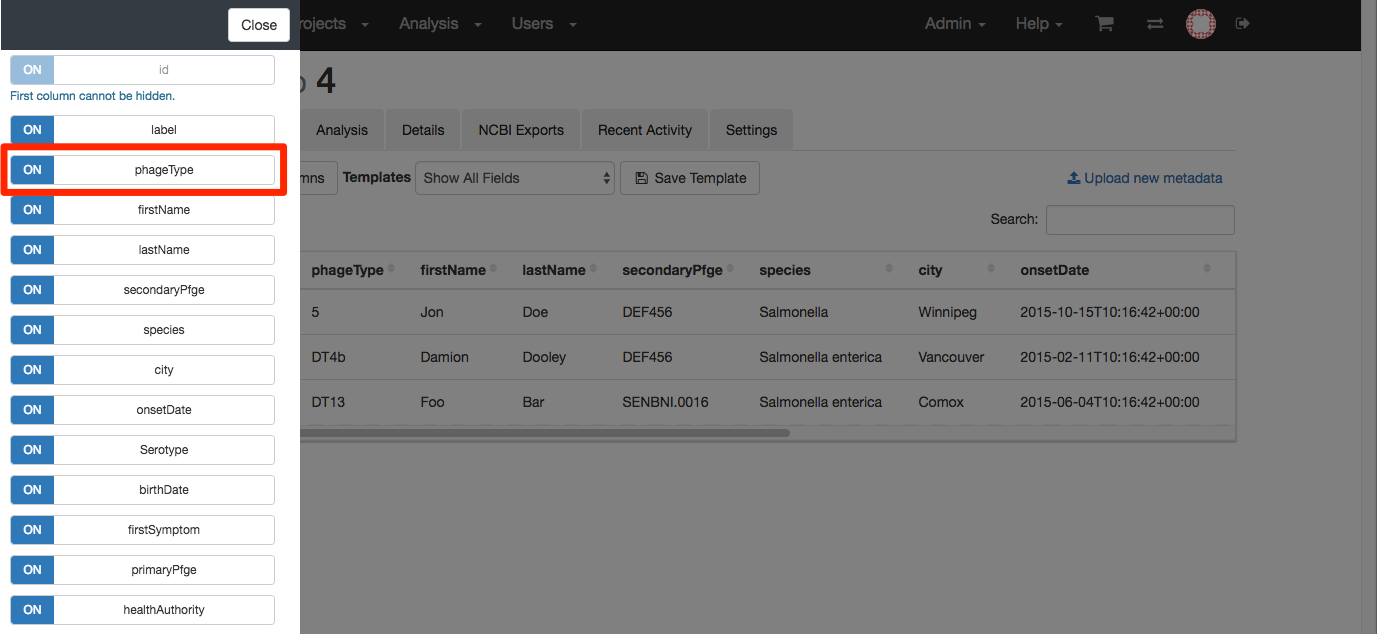 Close
Analysis
Users
Admin
Help
ON id
First column cannot be hidden.
ON label
ON phageType
ON firstName
ON lastName
ON secondaryPfge
ON species
ON city
ON onsetDate
ON Serotype
ON birthDate
ON firstSymptom
ON primaryPfge
ON healthAuthority
4
Analysis Details NCBI Exports Recent Activity Settings
Templates Show All Fields Save Template Upload new metadata
Search:
phageType firstName lastName secondaryPfge species city onsetDate
5 Jon Doe DEF456 Salmonella Winnipeg 2015-10-15T10:16:42+00:00
DT4b Damion Dooley DEF456 Salmonella enterica Vancouver 2015-02-11T10:16:42+00:00
DT13 Foo Bar SENBNI.0016 Salmonella enterica Comox 2015-06-04T10:16:42+00:00